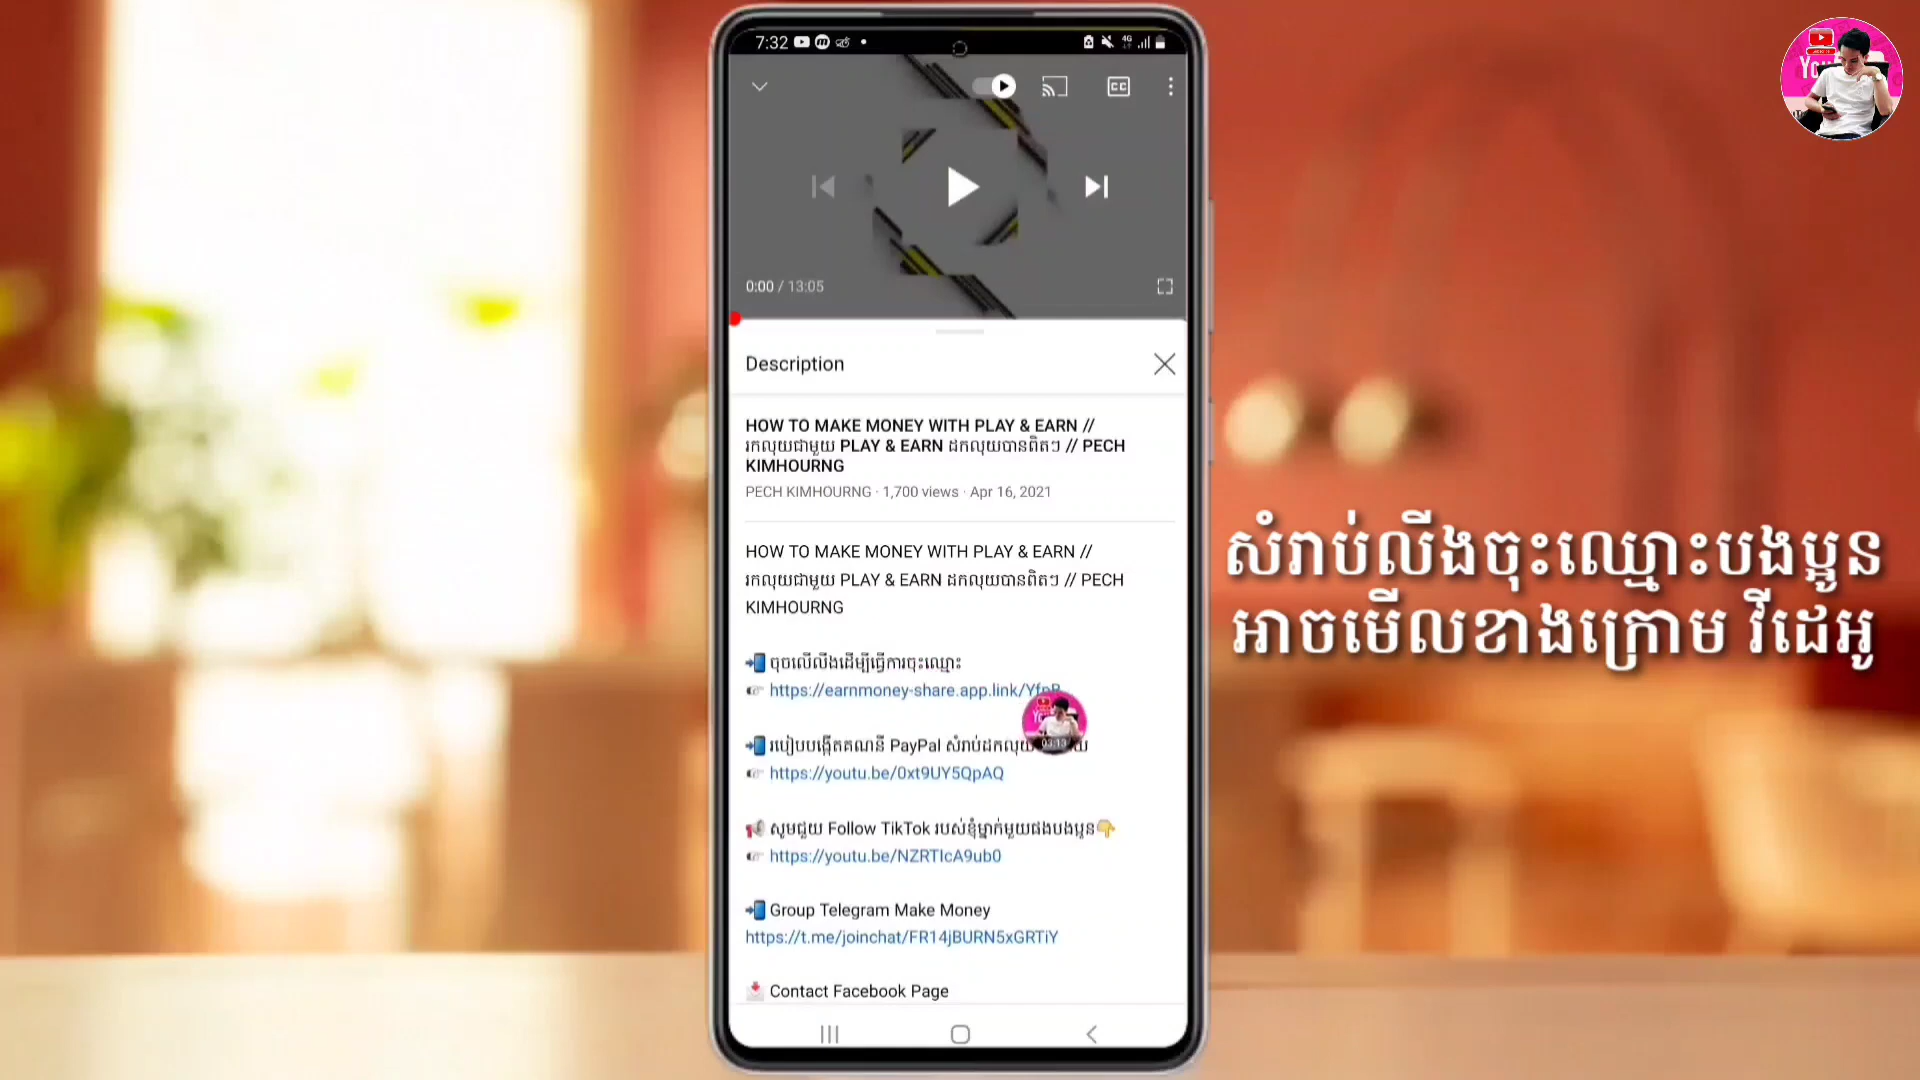 7:32
4G
0:00 / 13:05
Description
HOW TO MAKE MONEY WITH PLAY & EARN //
រកលុយជាមួយ PLAY & EARN ដកលុយបានពិតៗ // PECH
KIMHOURNG
PECH KIMHOURNG · 1,700 views · Apr 16, 2021
HOW TO MAKE MONEY WITH PLAY & EARN //
រកលុយជាមួយ PLAY & EARN ដកលុយបានពិតៗ // PECH
KIMHOURNG
📲 ចុចលើលីងដើម្បីធ្វើការចុះឈ្មោះ
👉 https://earnmoney-share.app.link/
03:13
📲 របៀបបង្កើតគណនី PayPal សំរាប់ដកលុយ
👉 https://youtu.be/0xt9UY5QpAQ
📢 សូមជួយ Follow TikTok របស់ខ្ញុំម្នាក់មួយផងបងប្អូន👇
👉 https://youtu.be/NZRTIcA9ub0
📲 Group Telegram Make Money
https://t.me/joinchat/FR14jBURN5xGRTiY
📩 Contact Facebook Page
សំរាប់លីងចុះឈ្មោះបងប្អូន
អាចមើលខាងក្រោម វីដេអូ